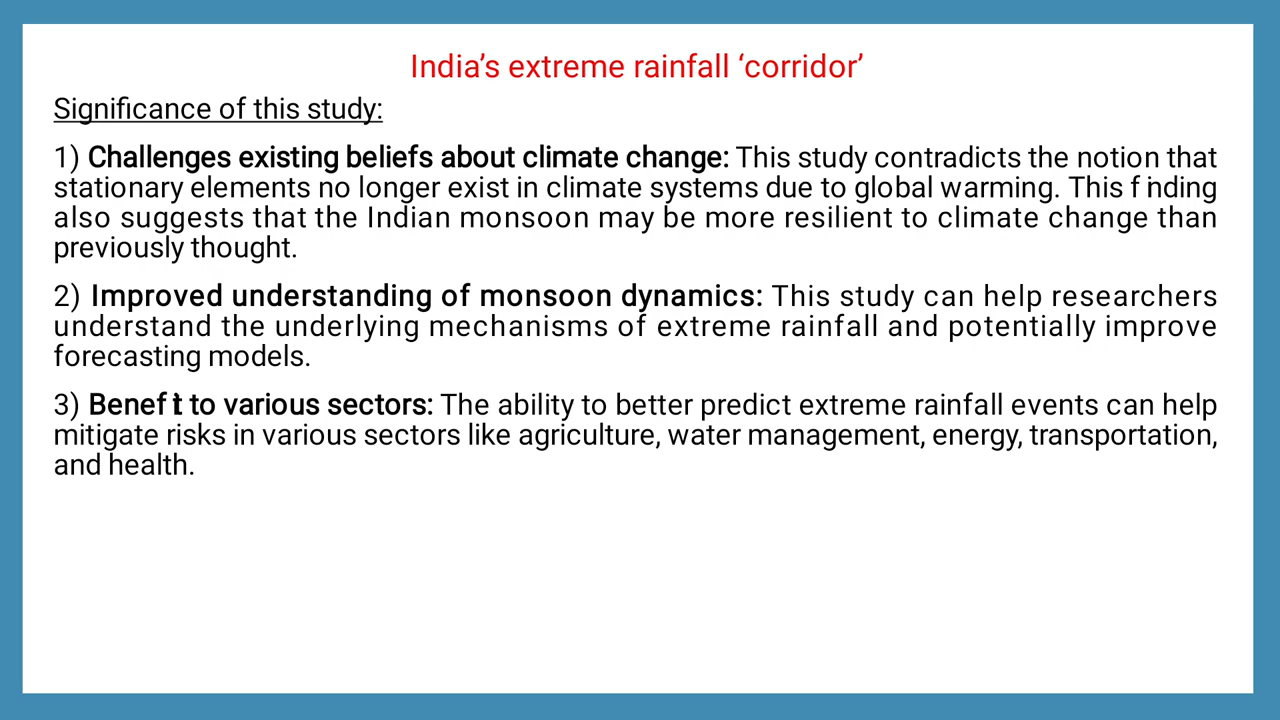 India’s extreme rainfall ‘corridor’
Significance of this study:
1) Challenges existing beliefs about climate change: This study contradicts the notion that
stationary elements no longer exist in climate systems due to global warming. This finding
also suggests that the Indian monsoon may be more resilient to climate change than
previously thought.
2) Improved understanding of monsoon dynamics: This study can help researchers
understand the underlying mechanisms of extreme rainfall and potentially improve
forecasting models.
3) Benefit to various sectors: The ability to better predict extreme rainfall events can help
mitigate risks in various sectors like agriculture, water management, energy, transportation,
and health.